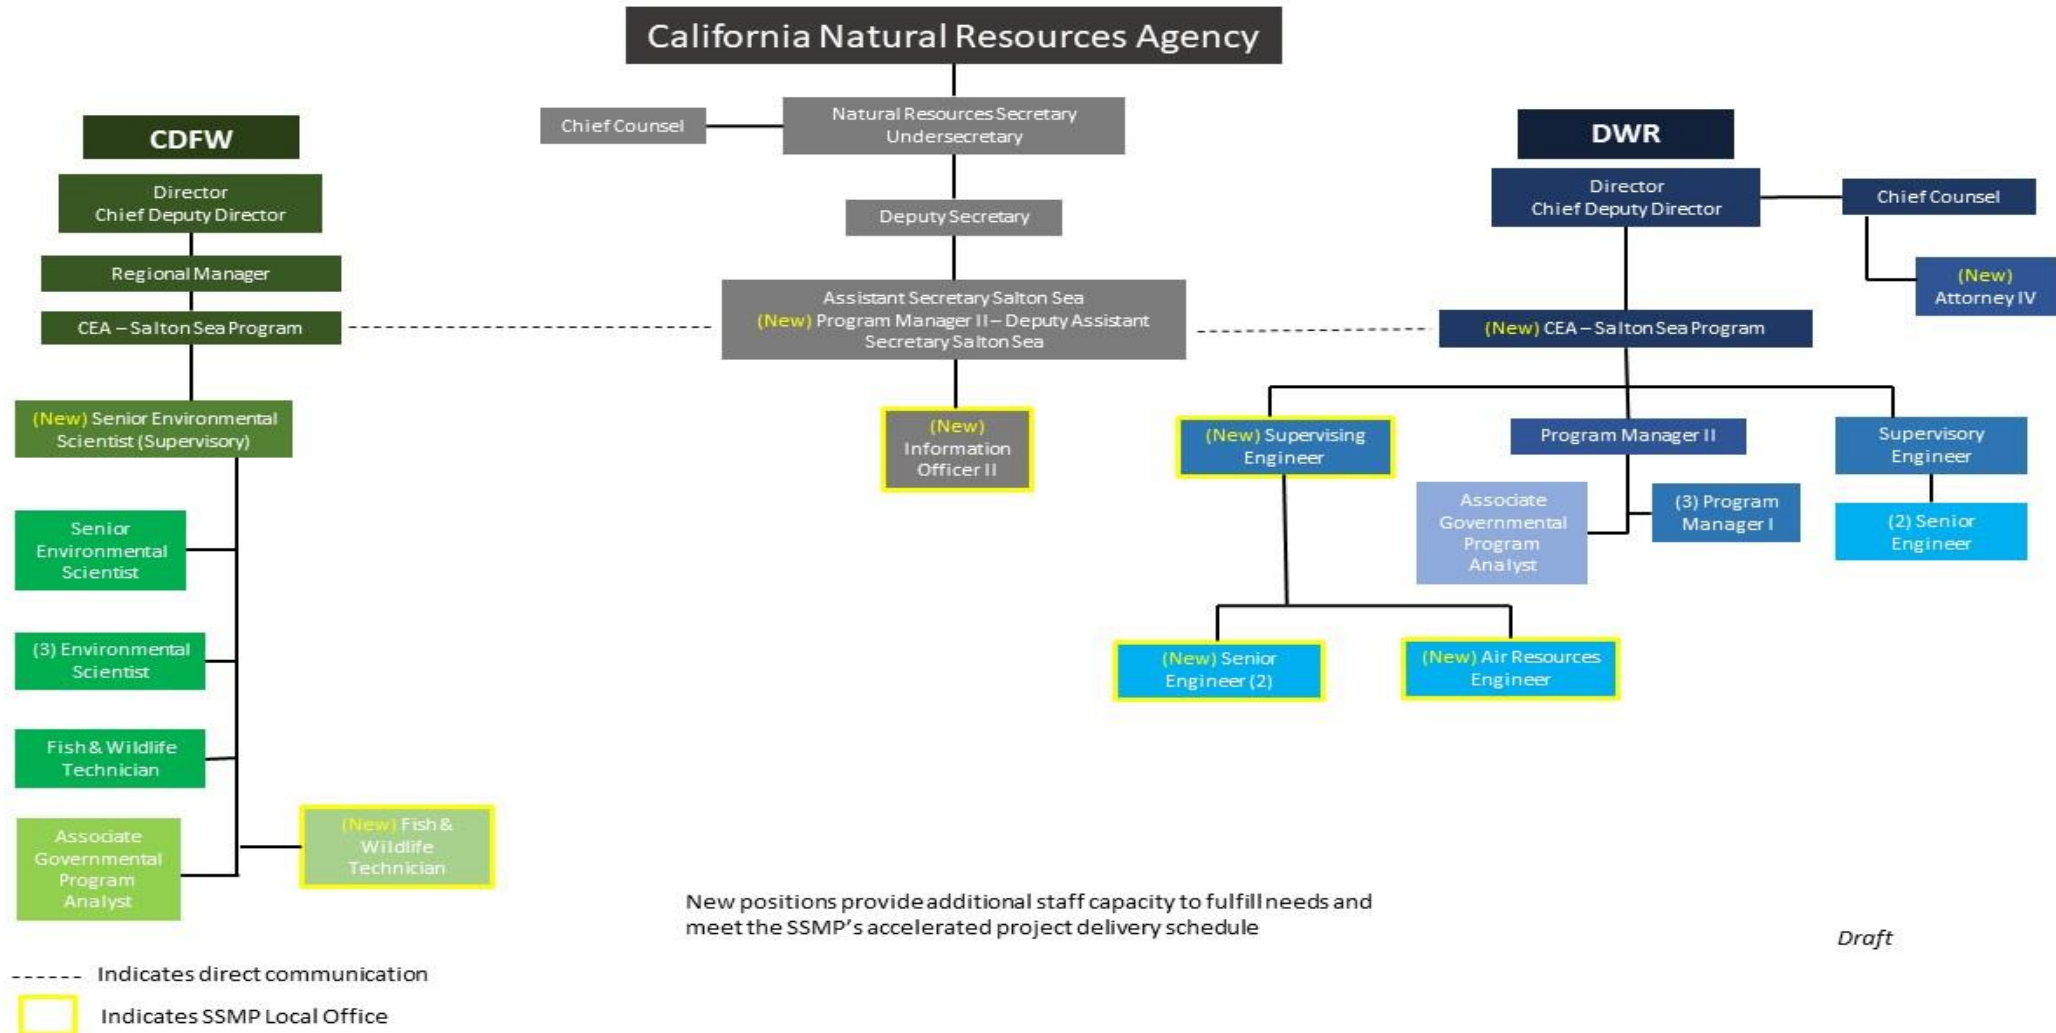 California Natural Resources Agency
Chief Counsel
Natural Resources Secretary
Undersecretary
Deputy Secretary
Assistant Secretary Salton Sea
(New) Program Manager II – Deputy Assistant
Secretary Salton Sea
(New)
Information
Officer II
CDFW
Director
Chief Deputy Director
Regional Manager
CEA – Salton Sea Program
(New) Senior Environmental
Scientist (Supervisory)
Senior
Environmental
Scientist
(3) Environmental
Scientist
Fish & Wildlife
Technician
Associate
Governmental
Program
Analyst
(New) Fish &
Wildlife
Technician
DWR
Director
Chief Deputy Director
Chief Counsel
(New)
Attorney IV
(New) CEA – Salton Sea Program
(New) Supervising
Engineer
Program Manager II
Supervisory
Engineer
Associate
Governmental
Program
Analyst
(3) Program
Manager I
(2) Senior
Engineer
(New) Senior
Engineer (2)
(New) Air Resources
Engineer
New positions provide additional staff capacity to fulfill needs and
meet the SSMP's accelerated project delivery schedule
Draft
Indicates direct communication
Indicates SSMP Local Office